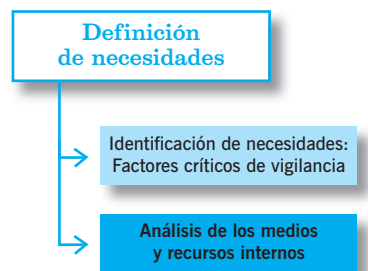 Definición
de necesidades
Identificación de necesidades:
Factores críticos de vigilancia
Análisis de los medios
y recursos internos